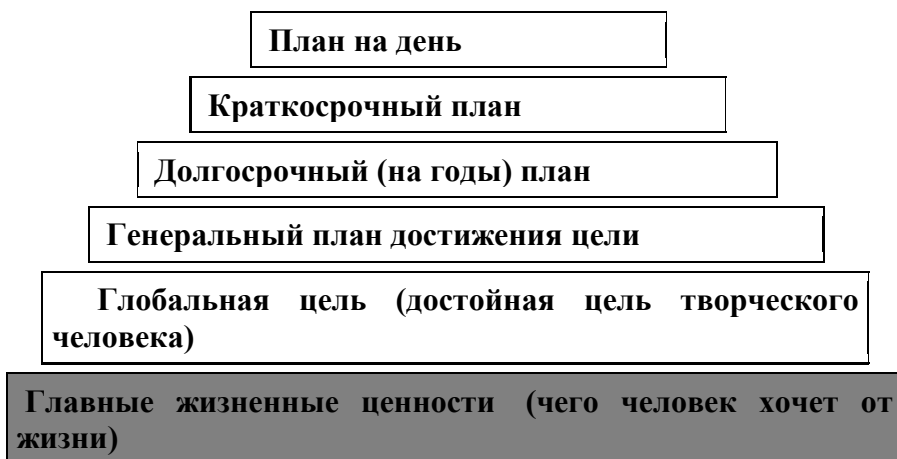 План на день
Краткосрочный план
Долгосрочный (на годы) план
Генеральный план достижения цели
Глобальная цель (достойная цель творческого
человека)
Главные жизненные ценности (чего человек хочет от
жизни)